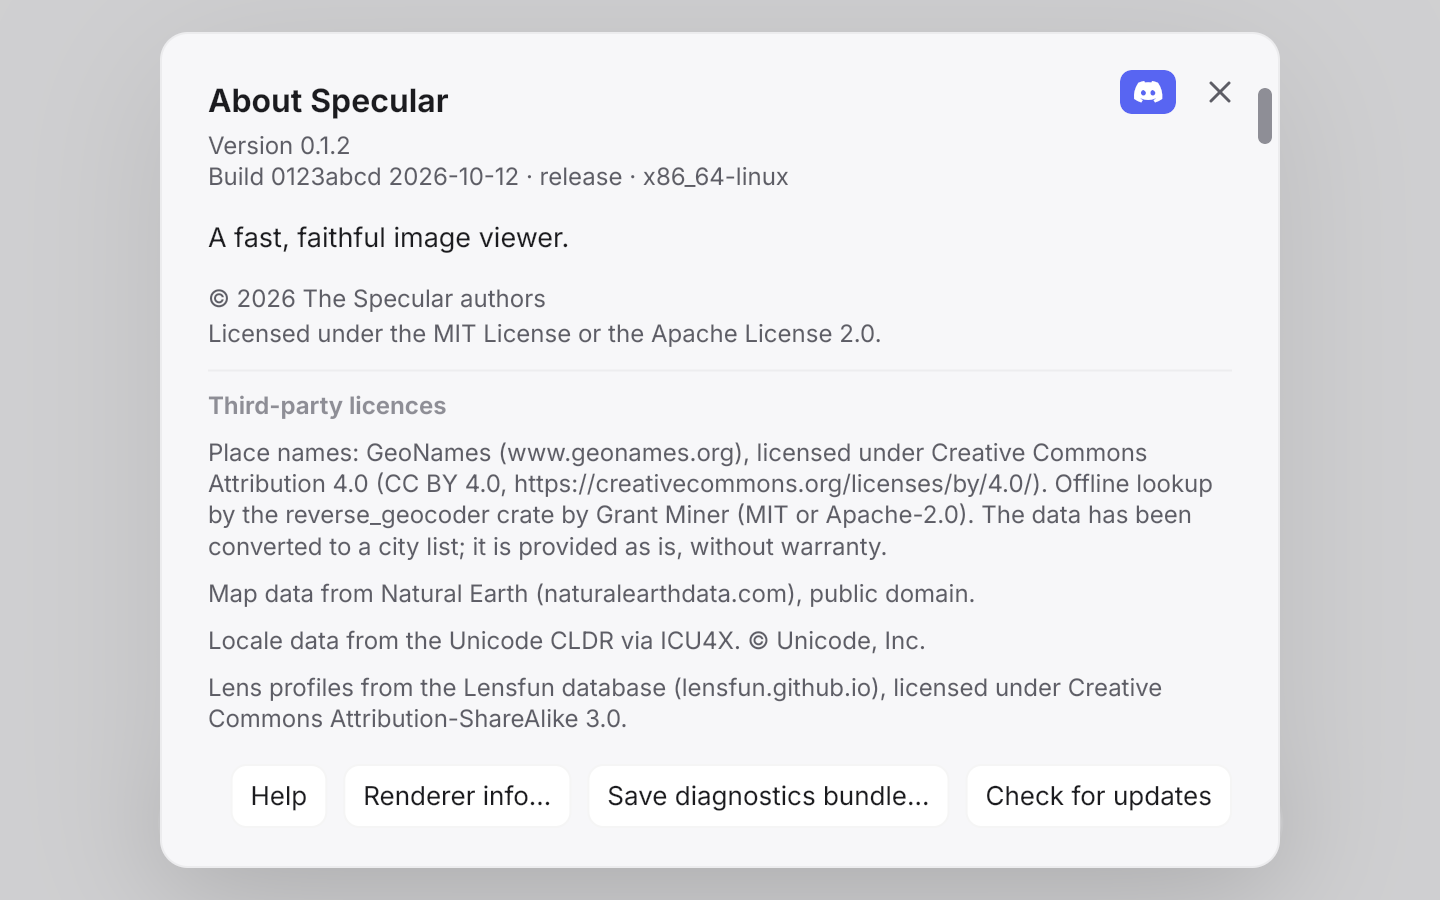 About Specular
Version 0.1.2
Build 0123abcd 2026-10-12 · release · x86_64-linux
A fast, faithful image viewer.
© 2026 The Specular authors
Licensed under the MIT License or the Apache License 2.0.
Third-party licences
Place names: GeoNames (www.geonames.org), licensed under Creative Commons
Attribution 4.0 (CC BY 4.0, https://creativecommons.org/licenses/by/4.0/). Offline lookup
by the reverse_geocoder crate by Grant Miner (MIT or Apache-2.0). The data has been
converted to a city list; it is provided as is, without warranty.
Map data from Natural Earth (naturalearthdata.com), public domain.
Locale data from the Unicode CLDR via ICU4X. © Unicode, Inc.
Lens profiles from the Lensfun database (lensfun.github.io), licensed under Creative
Commons Attribution-ShareAlike 3.0.
Help
Renderer info…
Save diagnostics bundle…
Check for updates